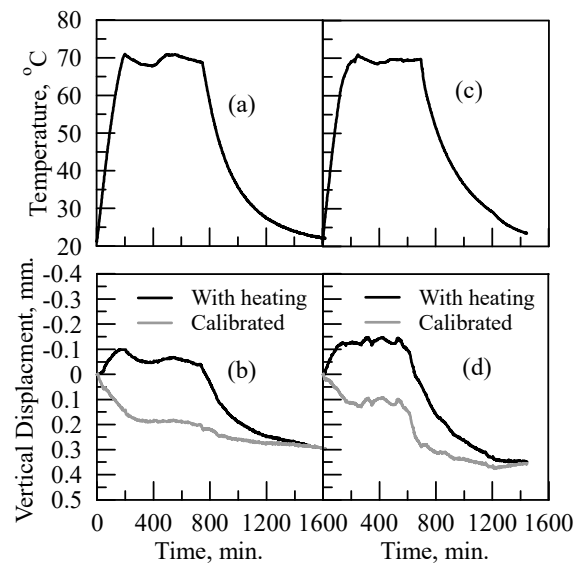 80
70
60
50
40
30
20
Temperature, °C
(a)
(c)
-0.4
-0.3
-0.2
-0.1
0
0.1
0.2
0.3
0.4
0.5
Vertical Displacment, mm.
With heating
Calibrated
(b)
With heating
Calibrated
(d)
0 400 800 1200 1600 400 800 1200 1600
Time, min. Time, min.